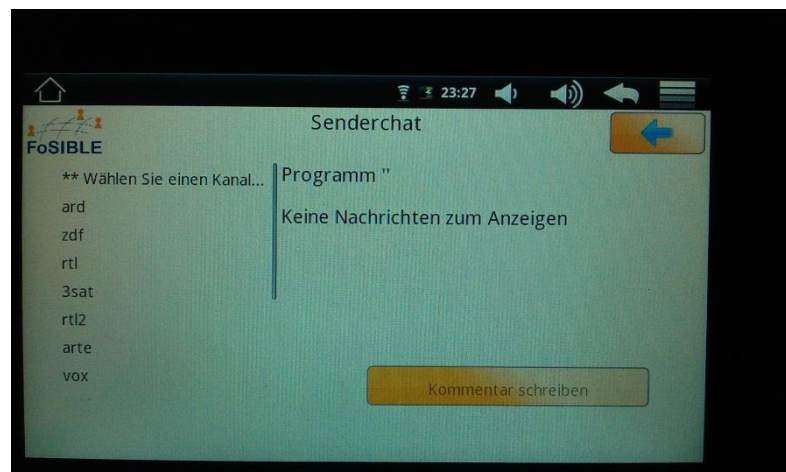 23:27
Senderchat
FoSIBLE
** Wählen Sie einen Kanal...
ard
zdf
rtl
3sat
rtl2
arte
vox
Programm ''
Keine Nachrichten zum Anzeigen
Kommentar schreiben